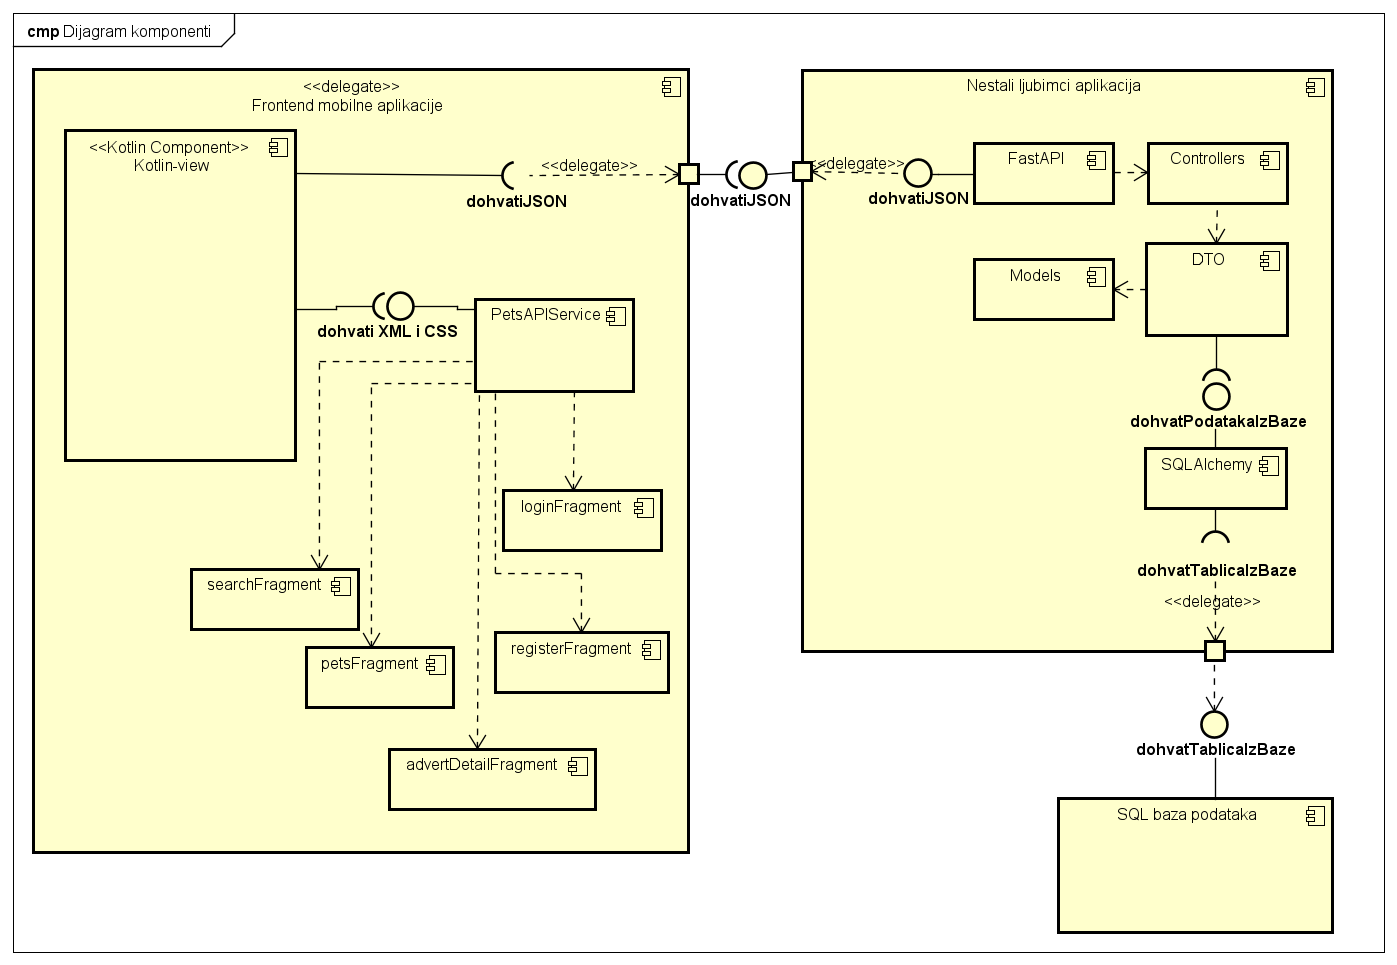 cmp Dijagram komponenti
<<delegate>>
Frontend mobilne aplikacije
<<Kotlin Component>>
Kotlin-view
<<delegate>>
dohvatiJSON
dohvatiJSON
dohvati XML i CSS
PetsAPIService
loginFragment
searchFragment
registerFragment
petsFragment
advertDetailFragment
Nestali ljubimci aplikacija
<<delegate>>
dohvatiJSON
FastAPI
Controllers
DTO
Models
dohvatPodatakaIzBaze
SQLAlchemy
dohvatTablicaIzBaze
<<delegate>>
dohvatTablicaIzBaze
SQL baza podataka